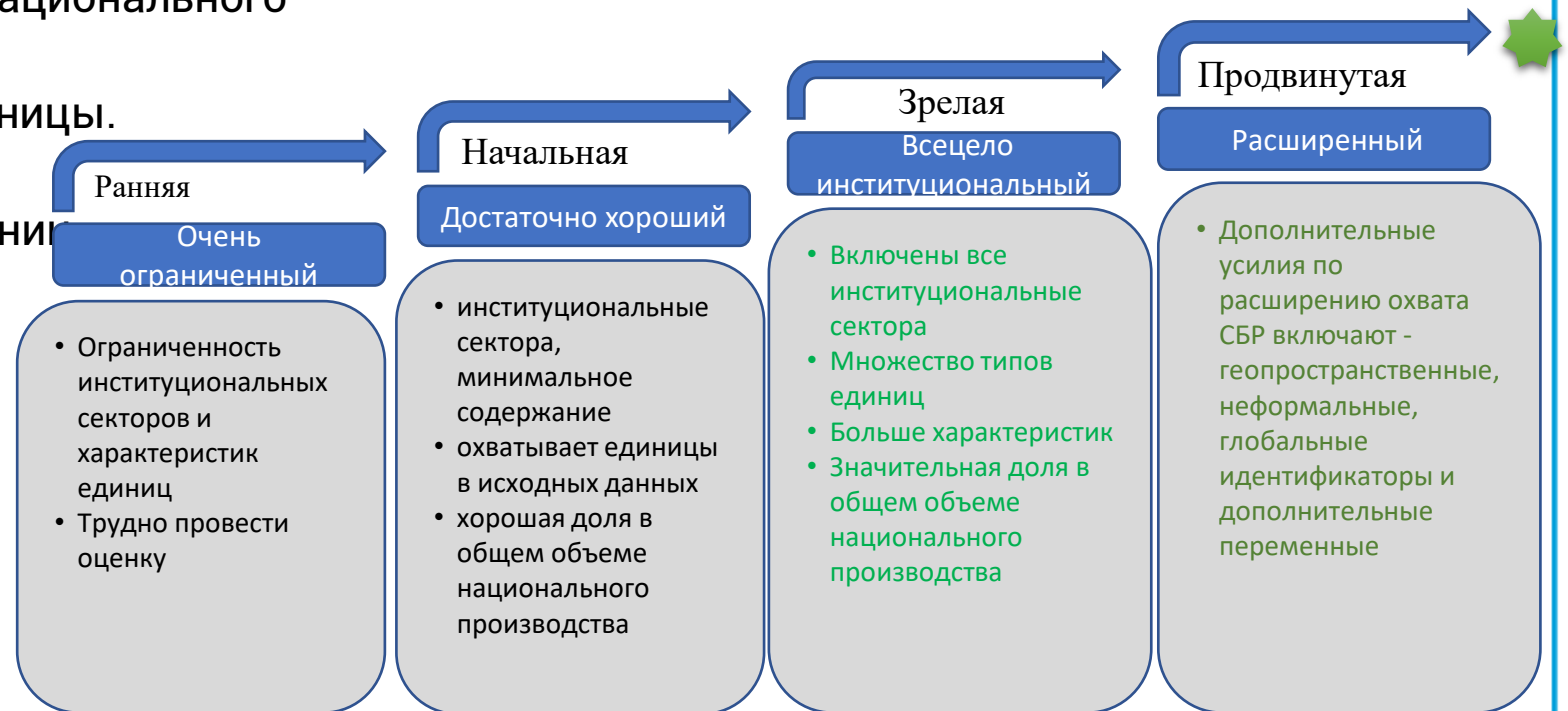 ационального
ницы.
Ранняя
Очень
ограниченный
• Ограниченность
институциональных
секторов и
характеристик
единиц
• Трудно провести
оценку
Начальная
Достаточно хороший
• институциональные
сектора,
минимальное
содержание
• охватывает единицы
в исходных данных
• хорошая доля в
общем объеме
национального
производства
Зрелая
Всецело
институциональный
• Включены все
институциональные
сектора
• Множество типов
единиц
• Больше характеристик
• Значительная доля в
общем объеме
национального
производства
Продвинутая
Расширенный
• Дополнительные
усилия по
расширению охвата
СБР включают -
геопространственные,
неформальные,
глобальные
идентификаторы и
дополнительные
переменные